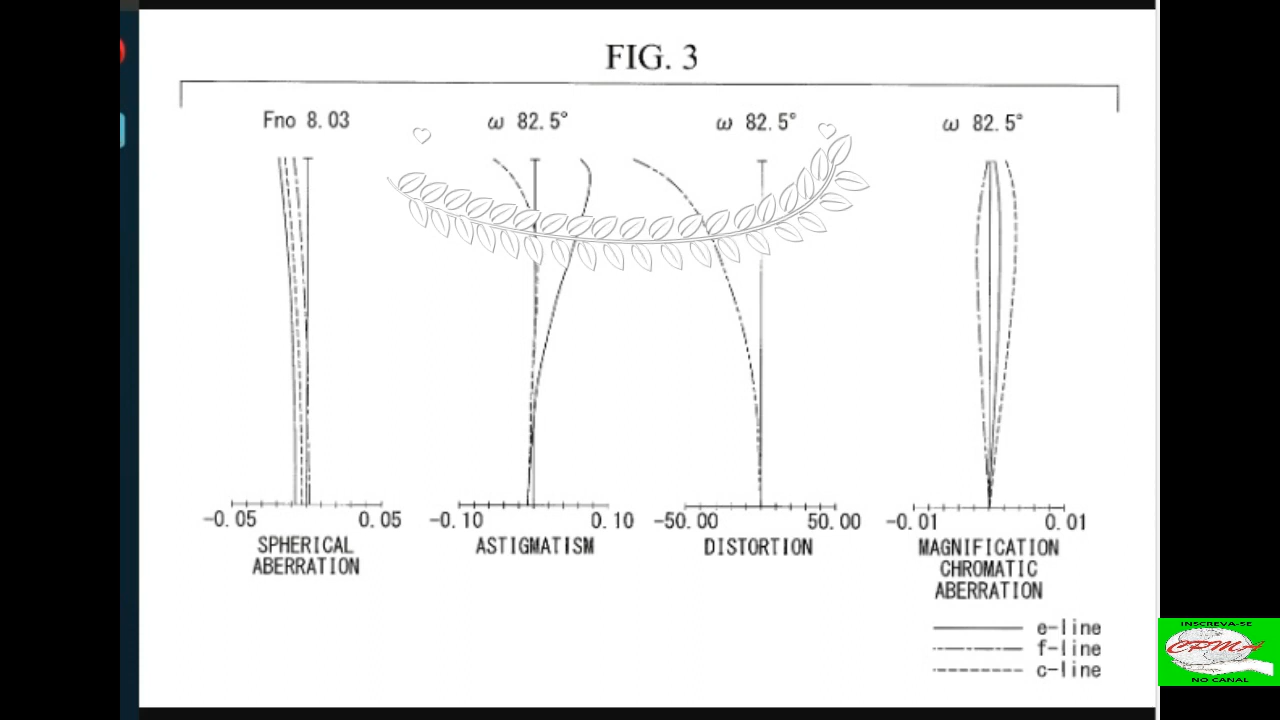 FIG. 3
Fno 8.03
ω 82.5°
ω 82.5°
ω 82.5°
-0.05
0.05
-0.10
0.10
-50.00
50.00
-0.01
0.01
SPHERICAL
ABERRATION
ASTIGMATISM
DISTORTION
MAGNIFICATION
CHROMATIC
ABERRATION
e-line
f-line
c-line
INSCREVA-SE
CPMA
NO CANAL